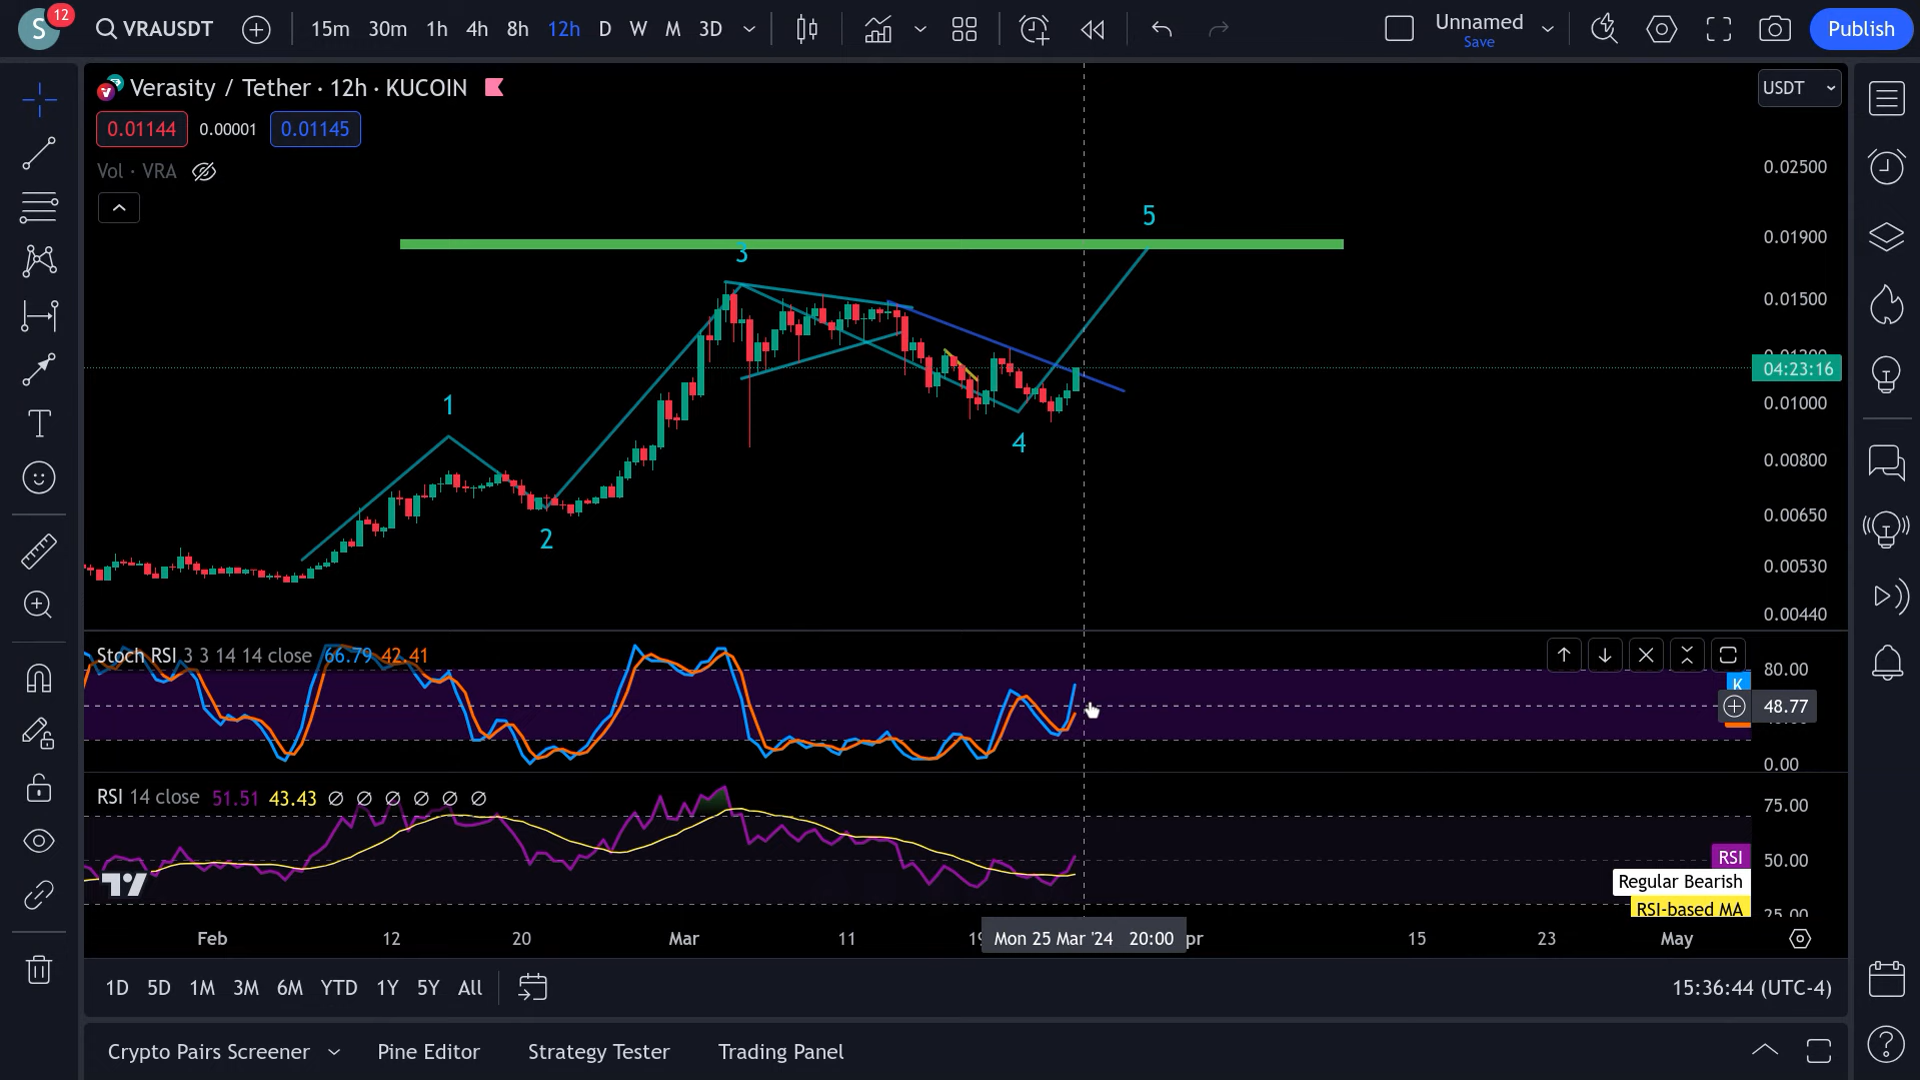 S 12 VRAUSDT 15m 30m 1h 4h 8h 12h D W M 3D Unnamed Save Publish
Verasity / Tether · 12h · KUCOIN USDT
0.01144 0.00001 0.01145
Vol · VRA
0.02500
5
0.01900
3
0.01500
04:23:16
1
0.01000
4
0.00800
0.00650
2
0.00530
0.00440
Stoch RSI 3 3 14 14 close 66.79 42.41
80.00
K
48.77
0.00
RSI 14 close 51.51 43.43 ∅ ∅ ∅ ∅ ∅ ∅
75.00
RSI 50.00
Regular Bearish
RSI-based MA 25.00
Feb 12 20 Mar 11 Mon 25 Mar '24 20:00 pr 15 23 May
1D 5D 1M 3M 6M YTD 1Y 5Y All 15:36:44 (UTC-4)
Crypto Pairs Screener Pine Editor Strategy Tester Trading Panel